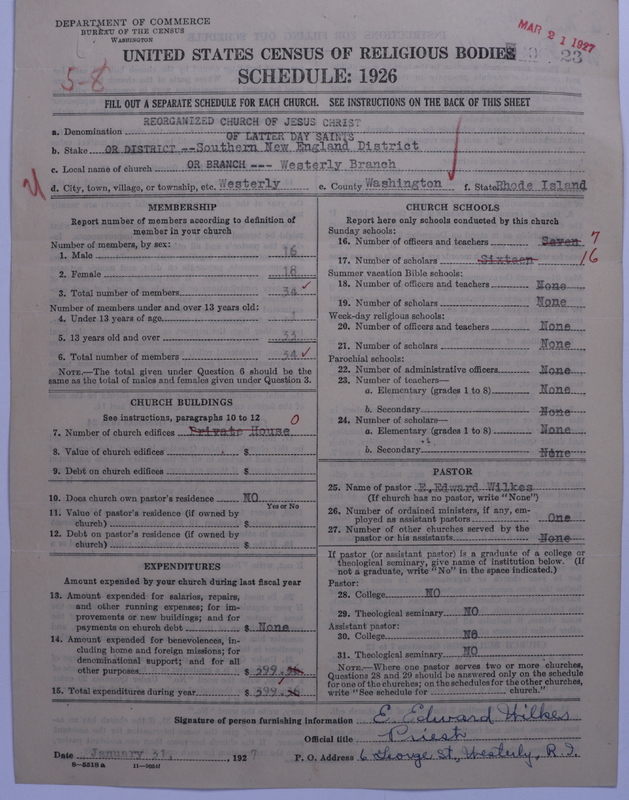 DEPARTMENT OF COMMERCE
BUREAU OF THE CENSUS
WASHINGTON
MAR 21 1927
23
5-8
UNITED STATES CENSUS OF RELIGIOUS BODIES
SCHEDULE: 1926
FILL OUT A SEPARATE SCHEDULE FOR EACH CHURCH. SEE INSTRUCTIONS ON THE BACK OF THIS SHEET
REORGANIZED CHURCH OF JESUS CHRIST
a. Denomination OF LATTER DAY SAINTS
b. Stake OR DISTRICT --Southern New England District
c. Local name of church OR BRANCH --- Westerly Branch
d. City, town, village, or township, etc. Westerly e. County Washington f. State Rhode Island
MEMBERSHIP
Report number of members according to definition of
member in your church
Number of members, by sex:
1. Male 16
2. Female 18
3. Total number of members 34
Number of members under and over 13 years old:
4. Under 13 years of age 1
5. 13 years old and over 33
6. Total number of members 34
NOTE.—The total given under Question 6 should be the
same as the total of males and females given under Question 3.
CHURCH BUILDINGS
See instructions, paragraphs 10 to 12
0
7. Number of church edifices Private House
8. Value of church edifices $
9. Debt on church edifices $
10. Does church own pastor's residence NO
Yes or No
11. Value of pastor's residence (if owned by
church) $
12. Debt on pastor's residence (if owned by
church) $
EXPENDITURES
Amount expended by your church during last fiscal year
13. Amount expended for salaries, repairs,
and other running expenses; for im-
provements or new buildings; and for
payments on church debt $ None
14. Amount expended for benevolences, in-
cluding home and foreign missions; for
denominational support; and for all
other purposes $ 399.36
15. Total expenditures during year $ 399.36
CHURCH SCHOOLS
Report here only schools conducted by this church
Sunday schools:
16. Number of officers and teachers Seven 7
17. Number of scholars Sixteen 16
Summer vacation Bible schools:
18. Number of officers and teachers None
19. Number of scholars None
Week-day religious schools:
20. Number of officers and teachers None
21. Number of scholars None
Parochial schools:
22. Number of administrative officers None
23. Number of teachers—
a. Elementary (grades 1 to 8) None
b. Secondary None
24. Number of scholars—
a. Elementary (grades 1 to 8) None
b. Secondary None
PASTOR
25. Name of pastor E. Edward Wilkes
(If church has no pastor, write "None")
26. Number of ordained ministers, if any, em-
ployed as assistant pastors One
27. Number of other churches served by the
pastor or his assistants None
If pastor (or assistant pastor) is a graduate of a college or
theological seminary, give name of institution below. (If
not a graduate, write "No" in the space indicated.)
Pastor:
28. College NO
29. Theological seminary NO
Assistant pastor:
30. College NO
31. Theological seminary NO
NOTE.—Where one pastor serves two or more churches,
Questions 28 and 29 should be answered only on the schedule
for one of the churches; on the schedules for the other churches,
write "See schedule for church."
Signature of person furnishing information E. Edward Wilkes
Official title Priest
Date January 21, 1927 P. O. Address 6 George St, Westerly, R. I.
8—5518 a